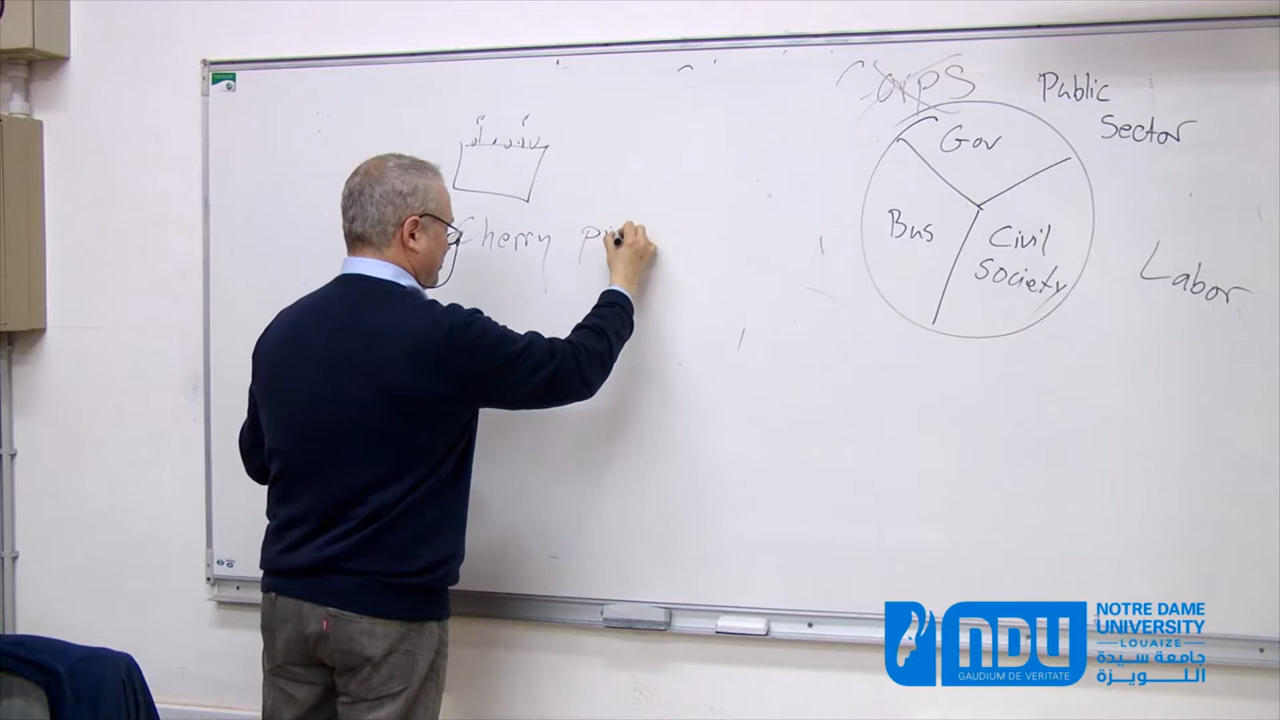 Corps
Public
Sector
Gov
Bus
Civil
Society
Labor
Cherry
NDU
GAUDIUM DE VERITATE
NOTRE DAME
UNIVERSITY
LOUAIZE
جامعة سيدة
اللويزة